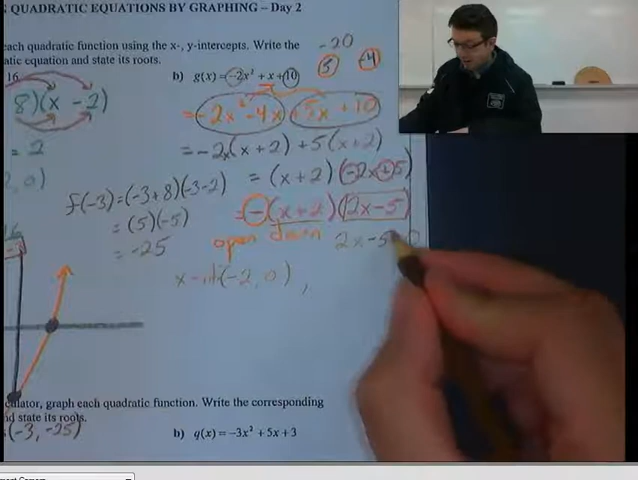 QUADRATIC EQUATIONS BY GRAPHING – Day 2
each quadratic function using the x-, y-intercepts. Write the
atic equation and state its roots.
16
8)(x - 2)
= 2
, 0)
f(-3) = (-3+8)(-3-2)
= (5)(-5)
= -25
b) g(x) = -2x² + x + 10
-20
5 -4
= -2x² -4x +5x +10
= -2x(x+2) +5(x+2)
= (x+2)(-2x+5)
= -(x+2)(2x-5)
open down
2x-5=0
x-int(-2,0) ,
culator, graph each quadratic function. Write the corresponding
nd state its roots.
(-3, -25)
b) q(x) = -3x² + 5x + 3